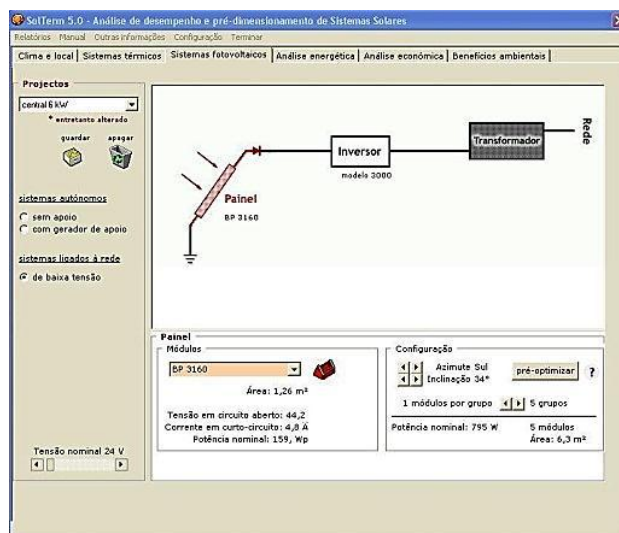 SolTerm 5.0 - Análise de desempenho e pré-dimensionamento de Sistemas Solares
Relatórios Manual Outras informações Configuração Terminar
Clima e local Sistemas térmicos Sistemas fotovoltaicos Análise energética Análise económica Benefícios ambientais
Projectos
central 6 kW
* entretanto alterado
guardar apagar
sistemas autónomos
sem apoio
com gerador de apoio
sistemas ligados à rede
de baixa tensão
Tensão nominal 24 V
Painel
BP 3160
Inversor
modelo 3000
Transformador
Rede
Painel
Módulos
BP 3160
Área: 1,26 m²
Tensão em circuito aberto: 44,2
Corrente em curto-circuito: 4,8 A
Potência nominal: 159, Wp
Configuração
Azimute Sul
Inclinação 34°
pré-optimizar ?
1 módulos por grupo 5 grupos
Potência nominal: 795 W 5 módulos
Área: 6,3 m²